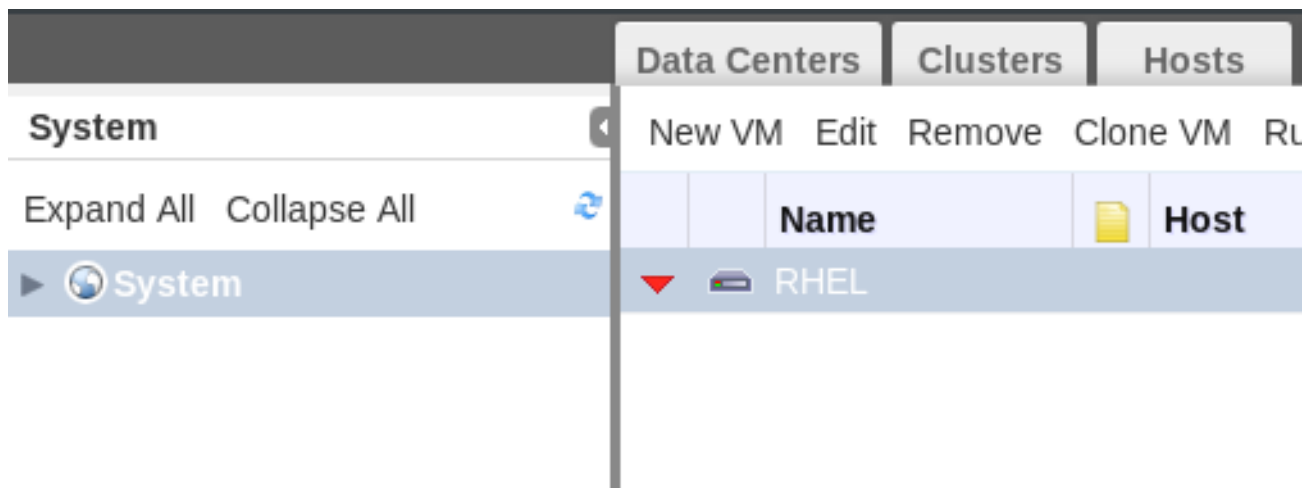 Data Centers Clusters Hosts
System
New VM Edit Remove Clone VM Ru
Expand All Collapse All
Name Host
System
RHEL